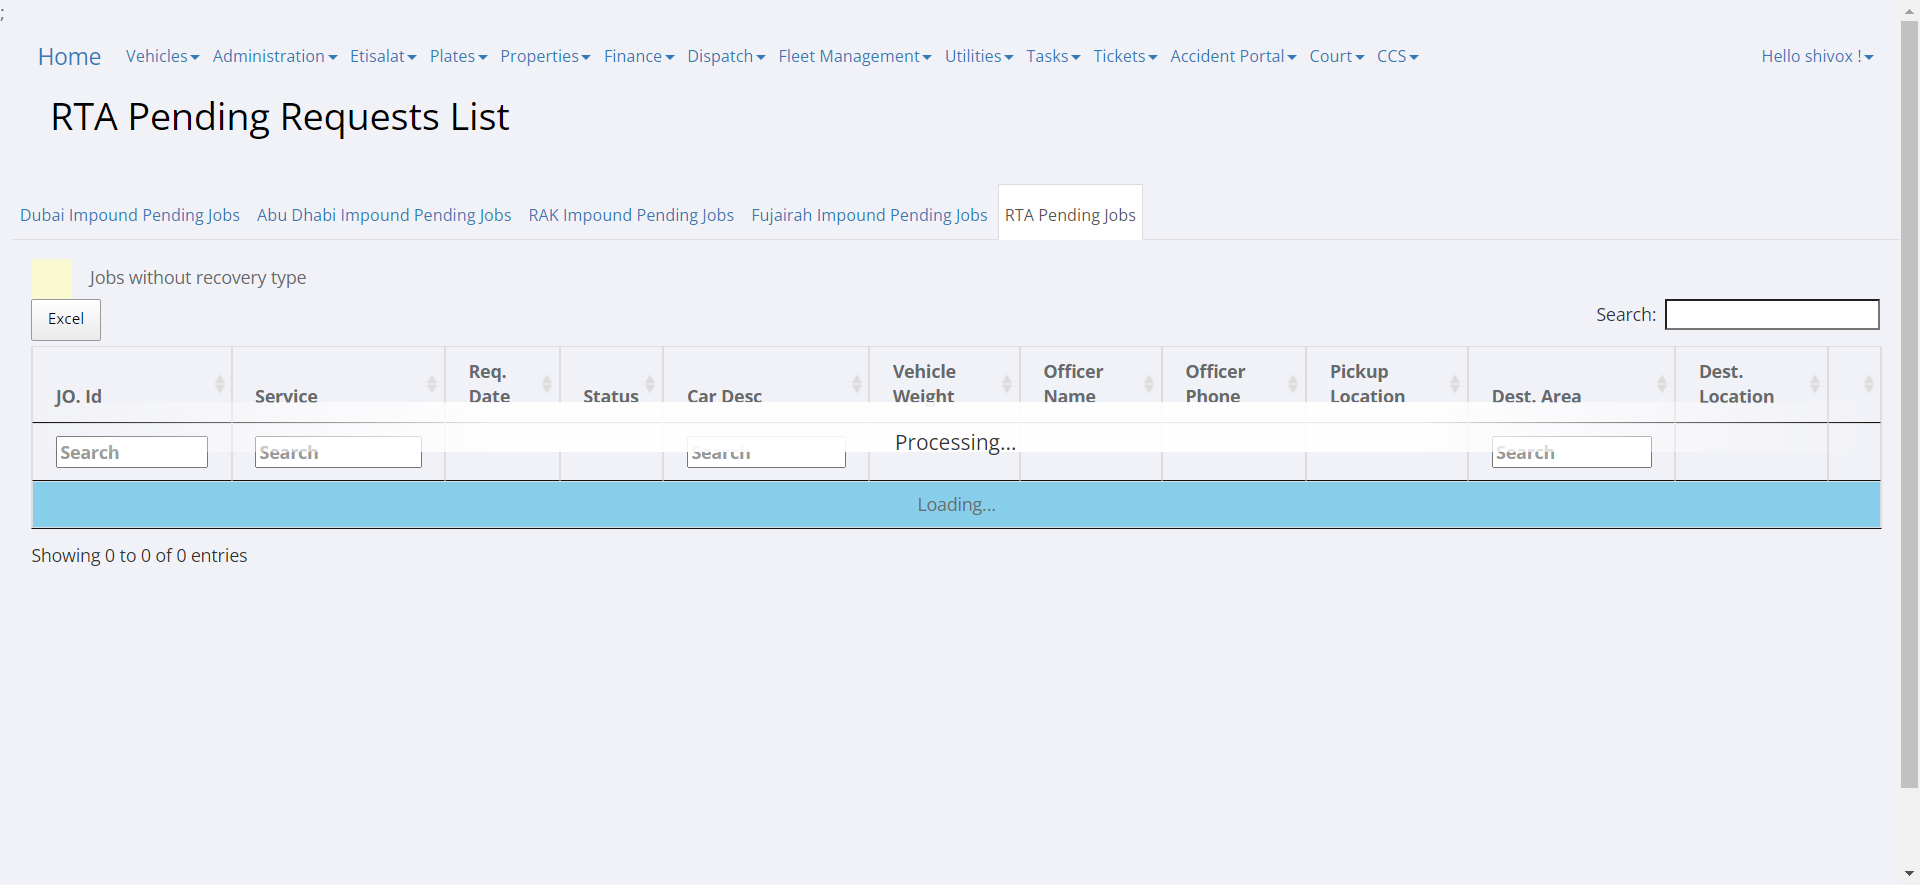 ;
Home Vehicles Administration Etisalat Plates Properties Finance Dispatch Fleet Management Utilities Tasks Tickets Accident Portal Court CCS Hello shivox !
RTA Pending Requests List
Dubai Impound Pending Jobs Abu Dhabi Impound Pending Jobs RAK Impound Pending Jobs Fujairah Impound Pending Jobs RTA Pending Jobs
Jobs without recovery type
Excel Search:
JO. Id Service Req. Date Status Car Desc Vehicle Weight Officer Name Officer Phone Pickup Location Dest. Area Dest. Location
Search Search Search Processing... Search
Loading...
Showing 0 to 0 of 0 entries